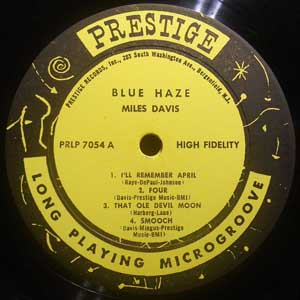 PRESTIGE
PRESTIGE RECORDS, Inc., 203 South Washington Ave., Bergenfield, N.J.
BLUE HAZE
MILES DAVIS
PRLP 7054 A
HIGH FIDELITY
1. I'LL REMEMBER APRIL
(Raye-DePaul-Johnson)
2. FOUR
(Davis-Prestige Music-BMI)
3. THAT OLE DEVIL MOON
(Harburg-Lane)
4. SMOOCH
(Davis-Mingus-Prestige
Music-BMI)
LONG PLAYING MICROGROOVE